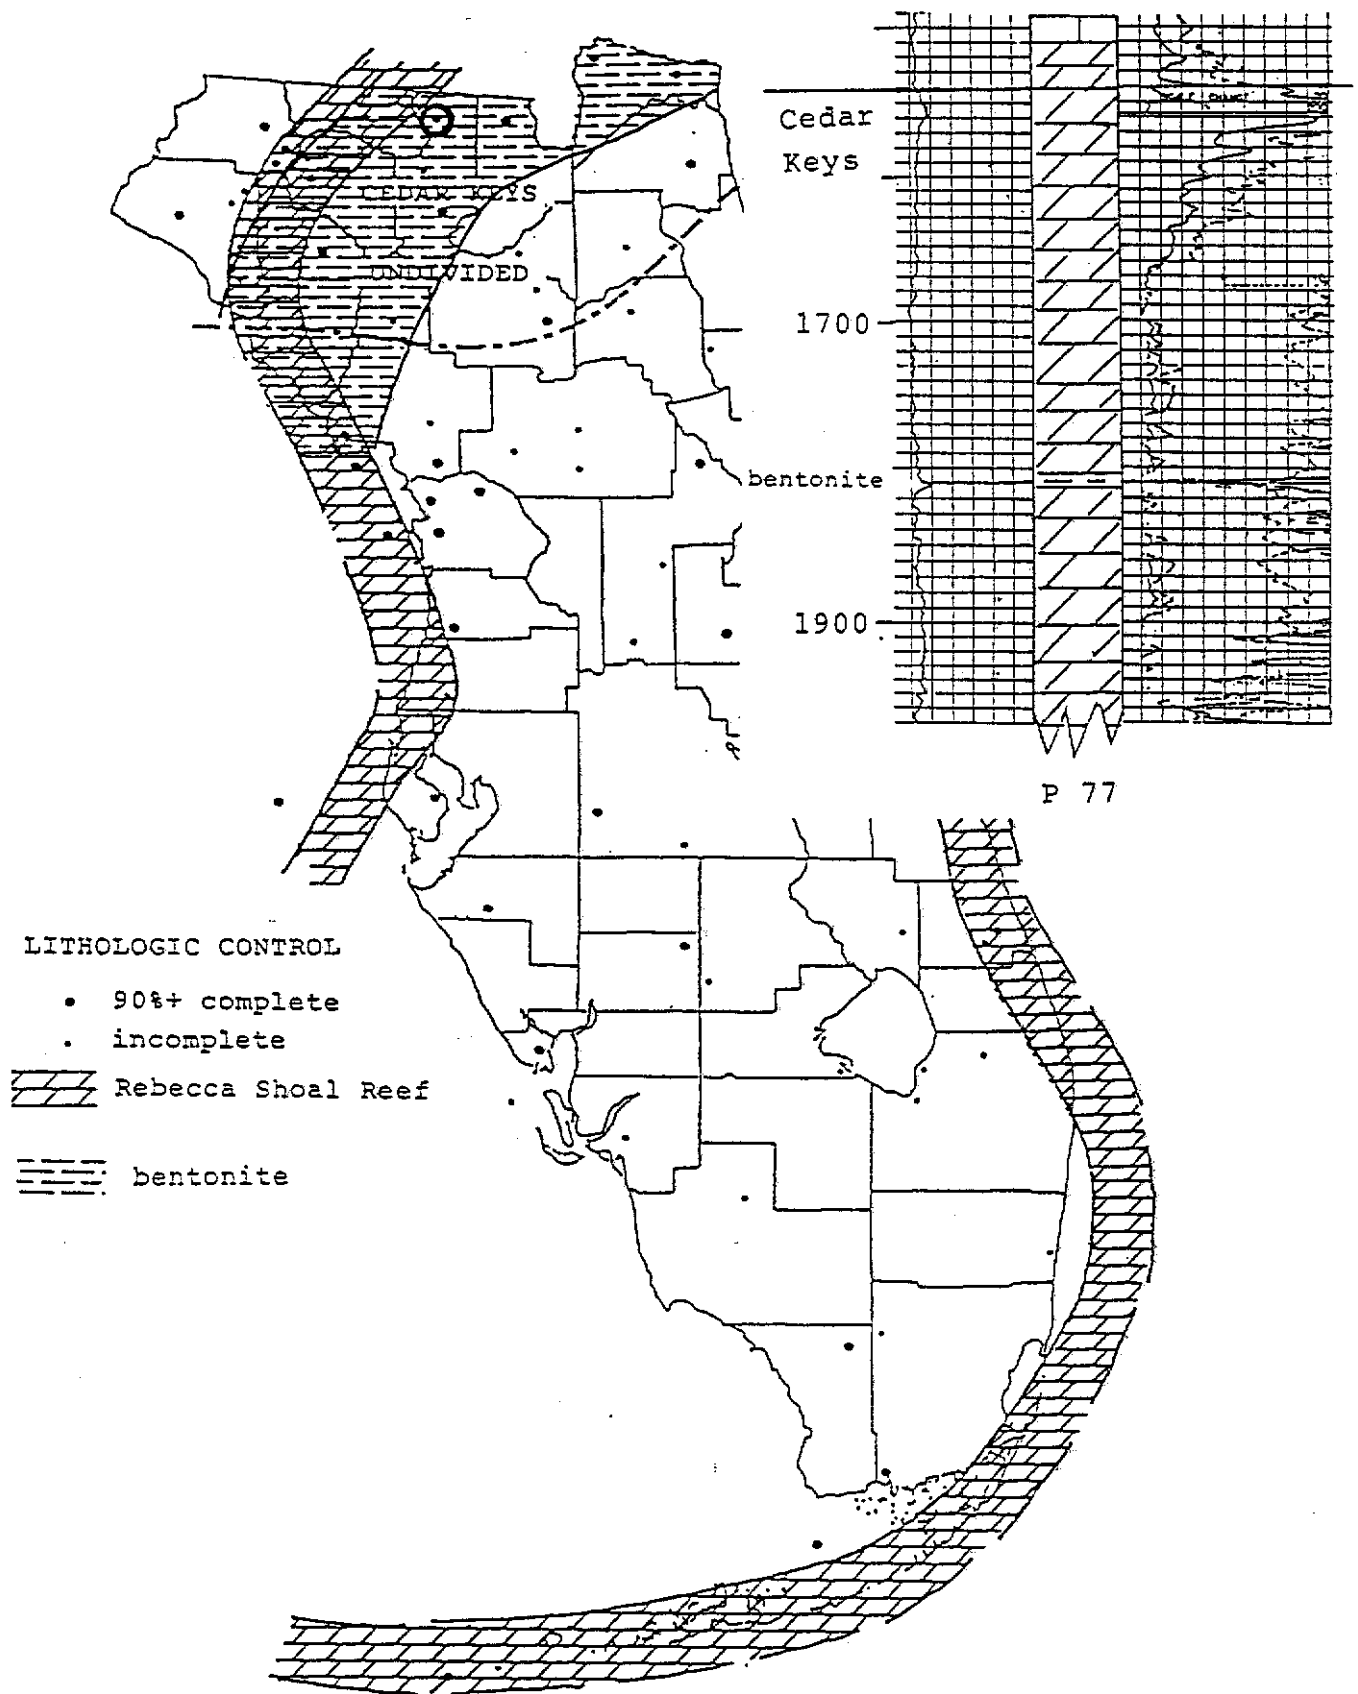 Cedar
Keys
CEDAR KEYS
UNDIVIDED
1700
bentonite
1900
P 77
LITHOLOGIC CONTROL
90%+ complete
incomplete
Rebecca Shoal Reef
bentonite